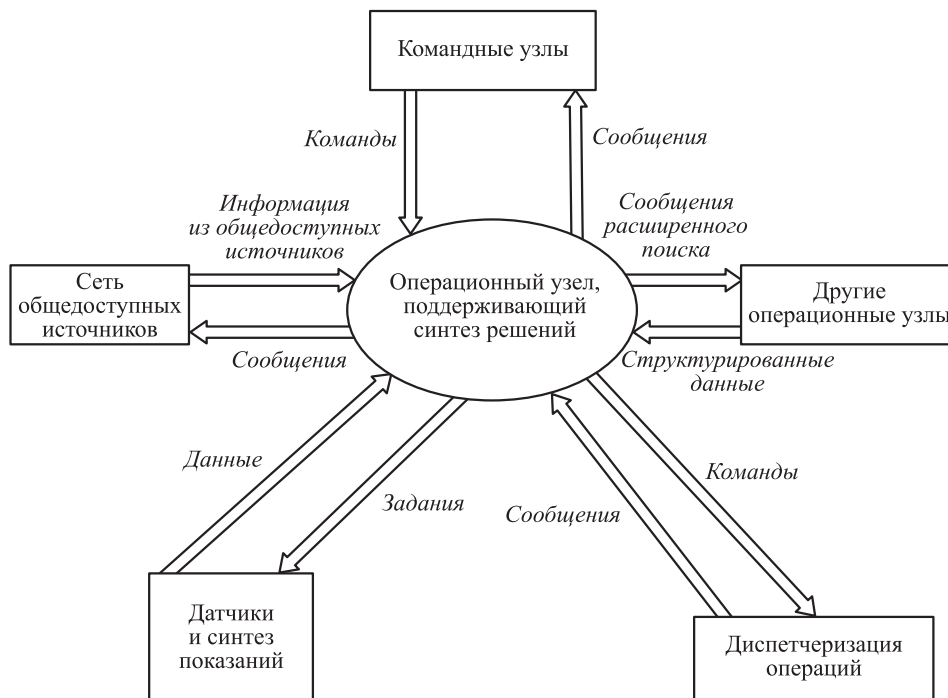 Командные узлы
Команды
Сообщения
Информация
из общедоступных
источников
Сообщения
расширенного
поиска
Сеть
общедоступных
источников
Операционный узел,
поддерживающий
синтез решений
Другие
операционные узлы
Сообщения
Структурированные
данные
Данные
Задания
Сообщения
Команды
Датчики
и синтез
показаний
Диспетчеризация
операций